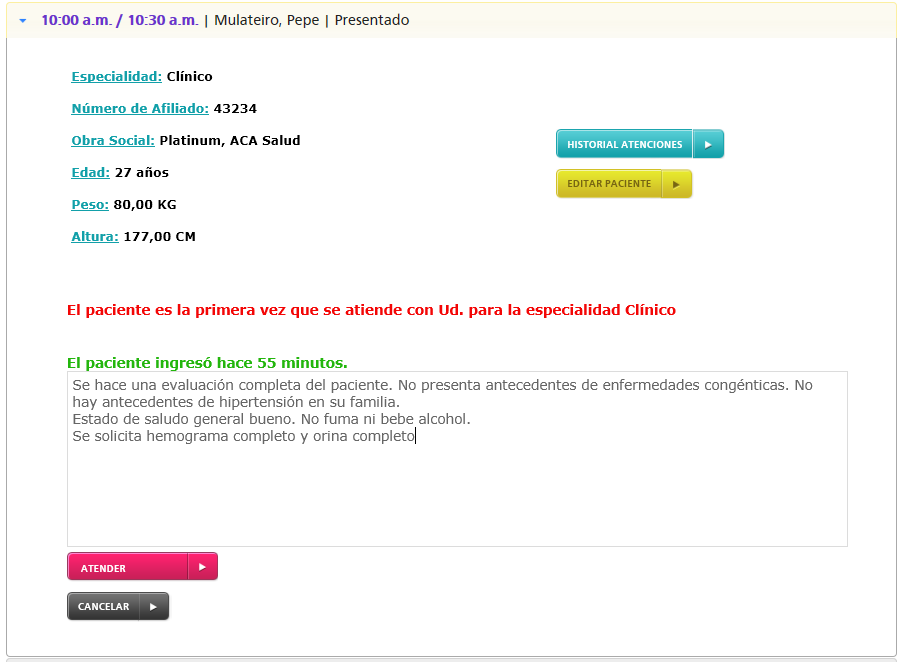 10:00 a.m. / 10:30 a.m. | Mulateiro, Pepe | Presentado
Especialidad: Clínico
Número de Afiliado: 43234
Obra Social: Platinum, ACA Salud
Edad: 27 años
Peso: 80,00 KG
Altura: 177,00 CM
HISTORIAL ATENCIONES
EDITAR PACIENTE
El paciente es la primera vez que se atiende con Ud. para la especialidad Clínico
El paciente ingresó hace 55 minutos.
Se hace una evaluación completa del paciente. No presenta antecedentes de enfermedades congénticas. No
hay antecedentes de hipertensión en su familia.
Estado de saludo general bueno. No fuma ni bebe alcohol.
Se solicita hemograma completo y orina completo
ATENDER
CANCELAR